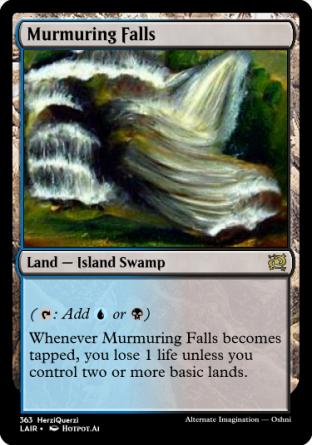 Murmuring Falls
Land — Island Swamp
( : Add or )
Whenever Murmuring Falls becomes
tapped, you lose 1 life unless you
control two or more basic lands.
363 HerziQuerzi
Alternate Imagination — Oshni
LAIR • Hotpot.ai